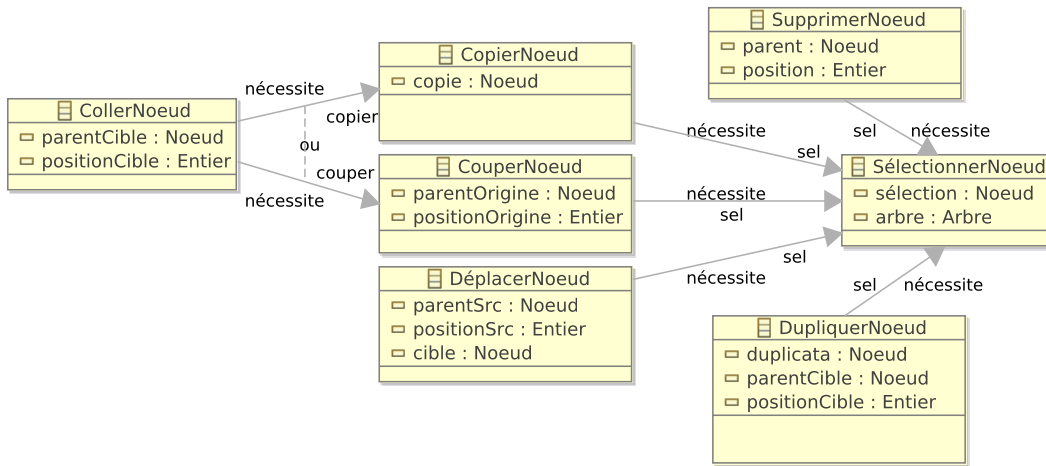 CollerNoeud
parentCible : Noeud
positionCible : Entier
nécessite
copier
ou
couper
nécessite
CopierNoeud
copie : Noeud
CouperNoeud
parentOrigine : Noeud
positionOrigine : Entier
DéplacerNoeud
parentSrc : Noeud
positionSrc : Entier
cible : Noeud
SupprimerNoeud
parent : Noeud
position : Entier
sel
nécessite
nécessite
sel
nécessite
sel
sel
nécessite
sel
nécessite
SélectionnerNoeud
sélection : Noeud
arbre : Arbre
DupliquerNoeud
duplicata : Noeud
parentCible : Noeud
positionCible : Entier